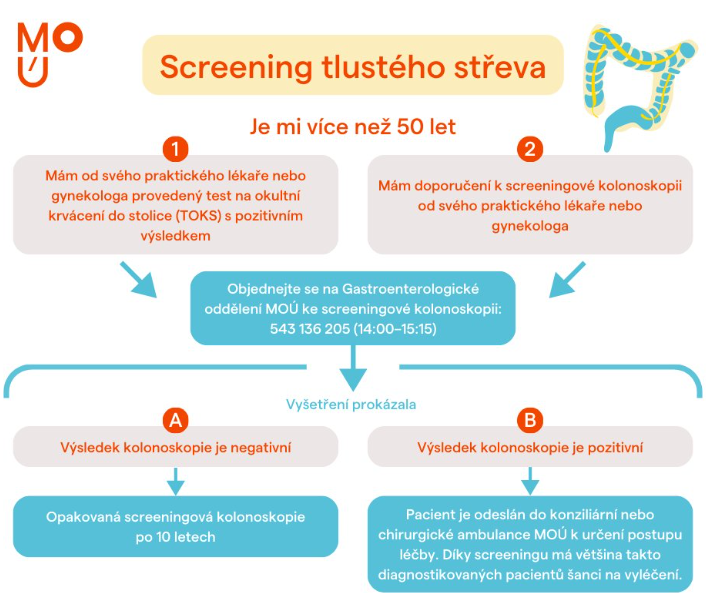 MOÚ
Screening tlustého střeva
Je mi více než 50 let
1
Mám od svého praktického lékaře nebo
gynekologa provedený test na okultní
krvácení do stolice (TOKS) s pozitivním
výsledkem
2
Mám doporučení k screeningové kolonoskopii
od svého praktického lékaře nebo
gynekologa
Objednejte se na Gastroenterologické
oddělení MOÚ ke screeningové kolonoskopii:
543 136 205 (14:00–15:15)
Vyšetření prokázala
A
Výsledek kolonoskopie je negativní
Opakovaná screeningová kolonoskopie
po 10 letech
B
Výsledek kolonoskopie je pozitivní
Pacient je odeslán do konziliární nebo
chirurgické ambulance MOÚ k určení postupu
léčby. Díky screeningu má většina takto
diagnostikovaných pacientů šanci na vyléčení.